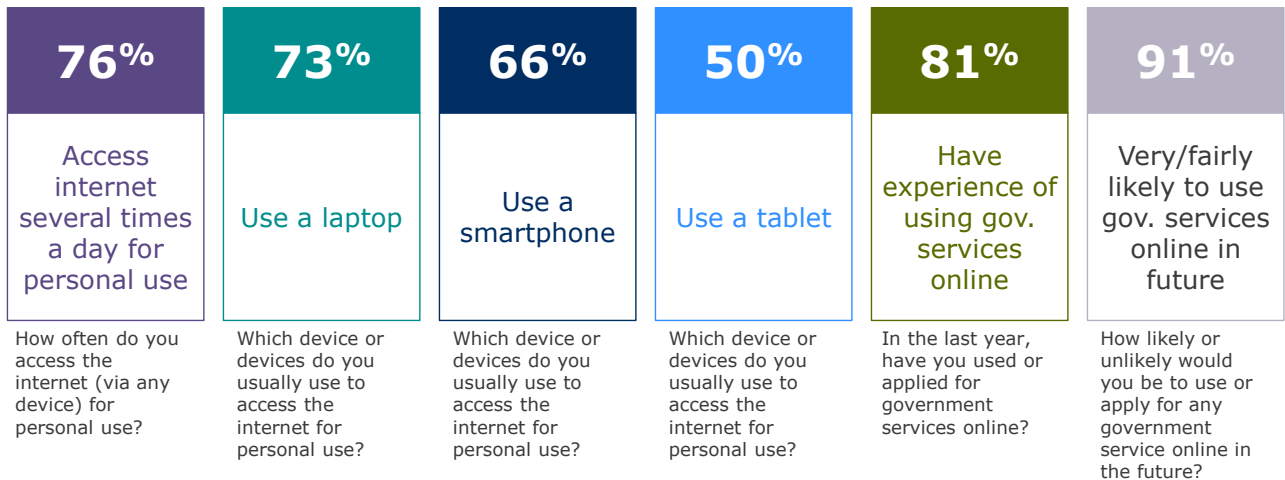 76%
Access
internet
several times
a day for
personal use
How often do you
access the
internet (via any
device) for
personal use?
73%
Use a laptop
Which device or
devices do you
usually use to
access the
internet for
personal use?
66%
Use a
smartphone
Which device or
devices do you
usually use to
access the
internet for
personal use?
50%
Use a tablet
Which device or
devices do you
usually use to
access the
internet for
personal use?
81%
Have
experience of
using gov.
services
online
In the last year,
have you used or
applied for
government
services online?
91%
Very/fairly
likely to use
gov. services
online in
future
How likely or
unlikely would
you be to use or
apply for any
government
service online in
the future?